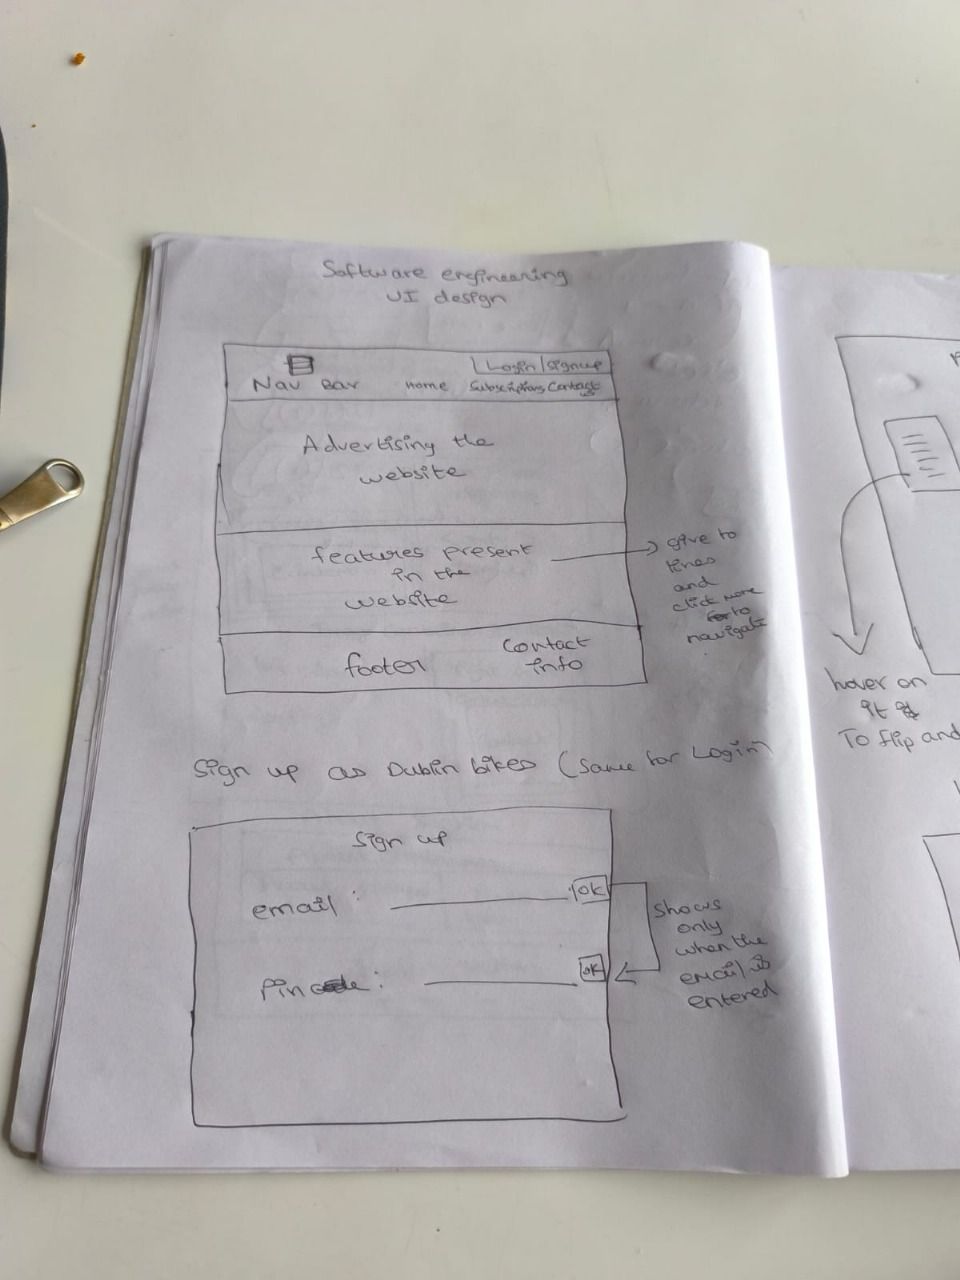 Software engineering
UI design
Login/Signup
Nav Bar Home Subscriptions Contact
us
Advertising the
website
features present
in the
website
give to
lines
and
click more
to
navigate
footer
Contact
info
Sign up as Dublin bikes (Same for Login)
Sign up
email :
OK
Pin :
OK
Shows
only
when the
email is
entered
hover on
it
To flip and